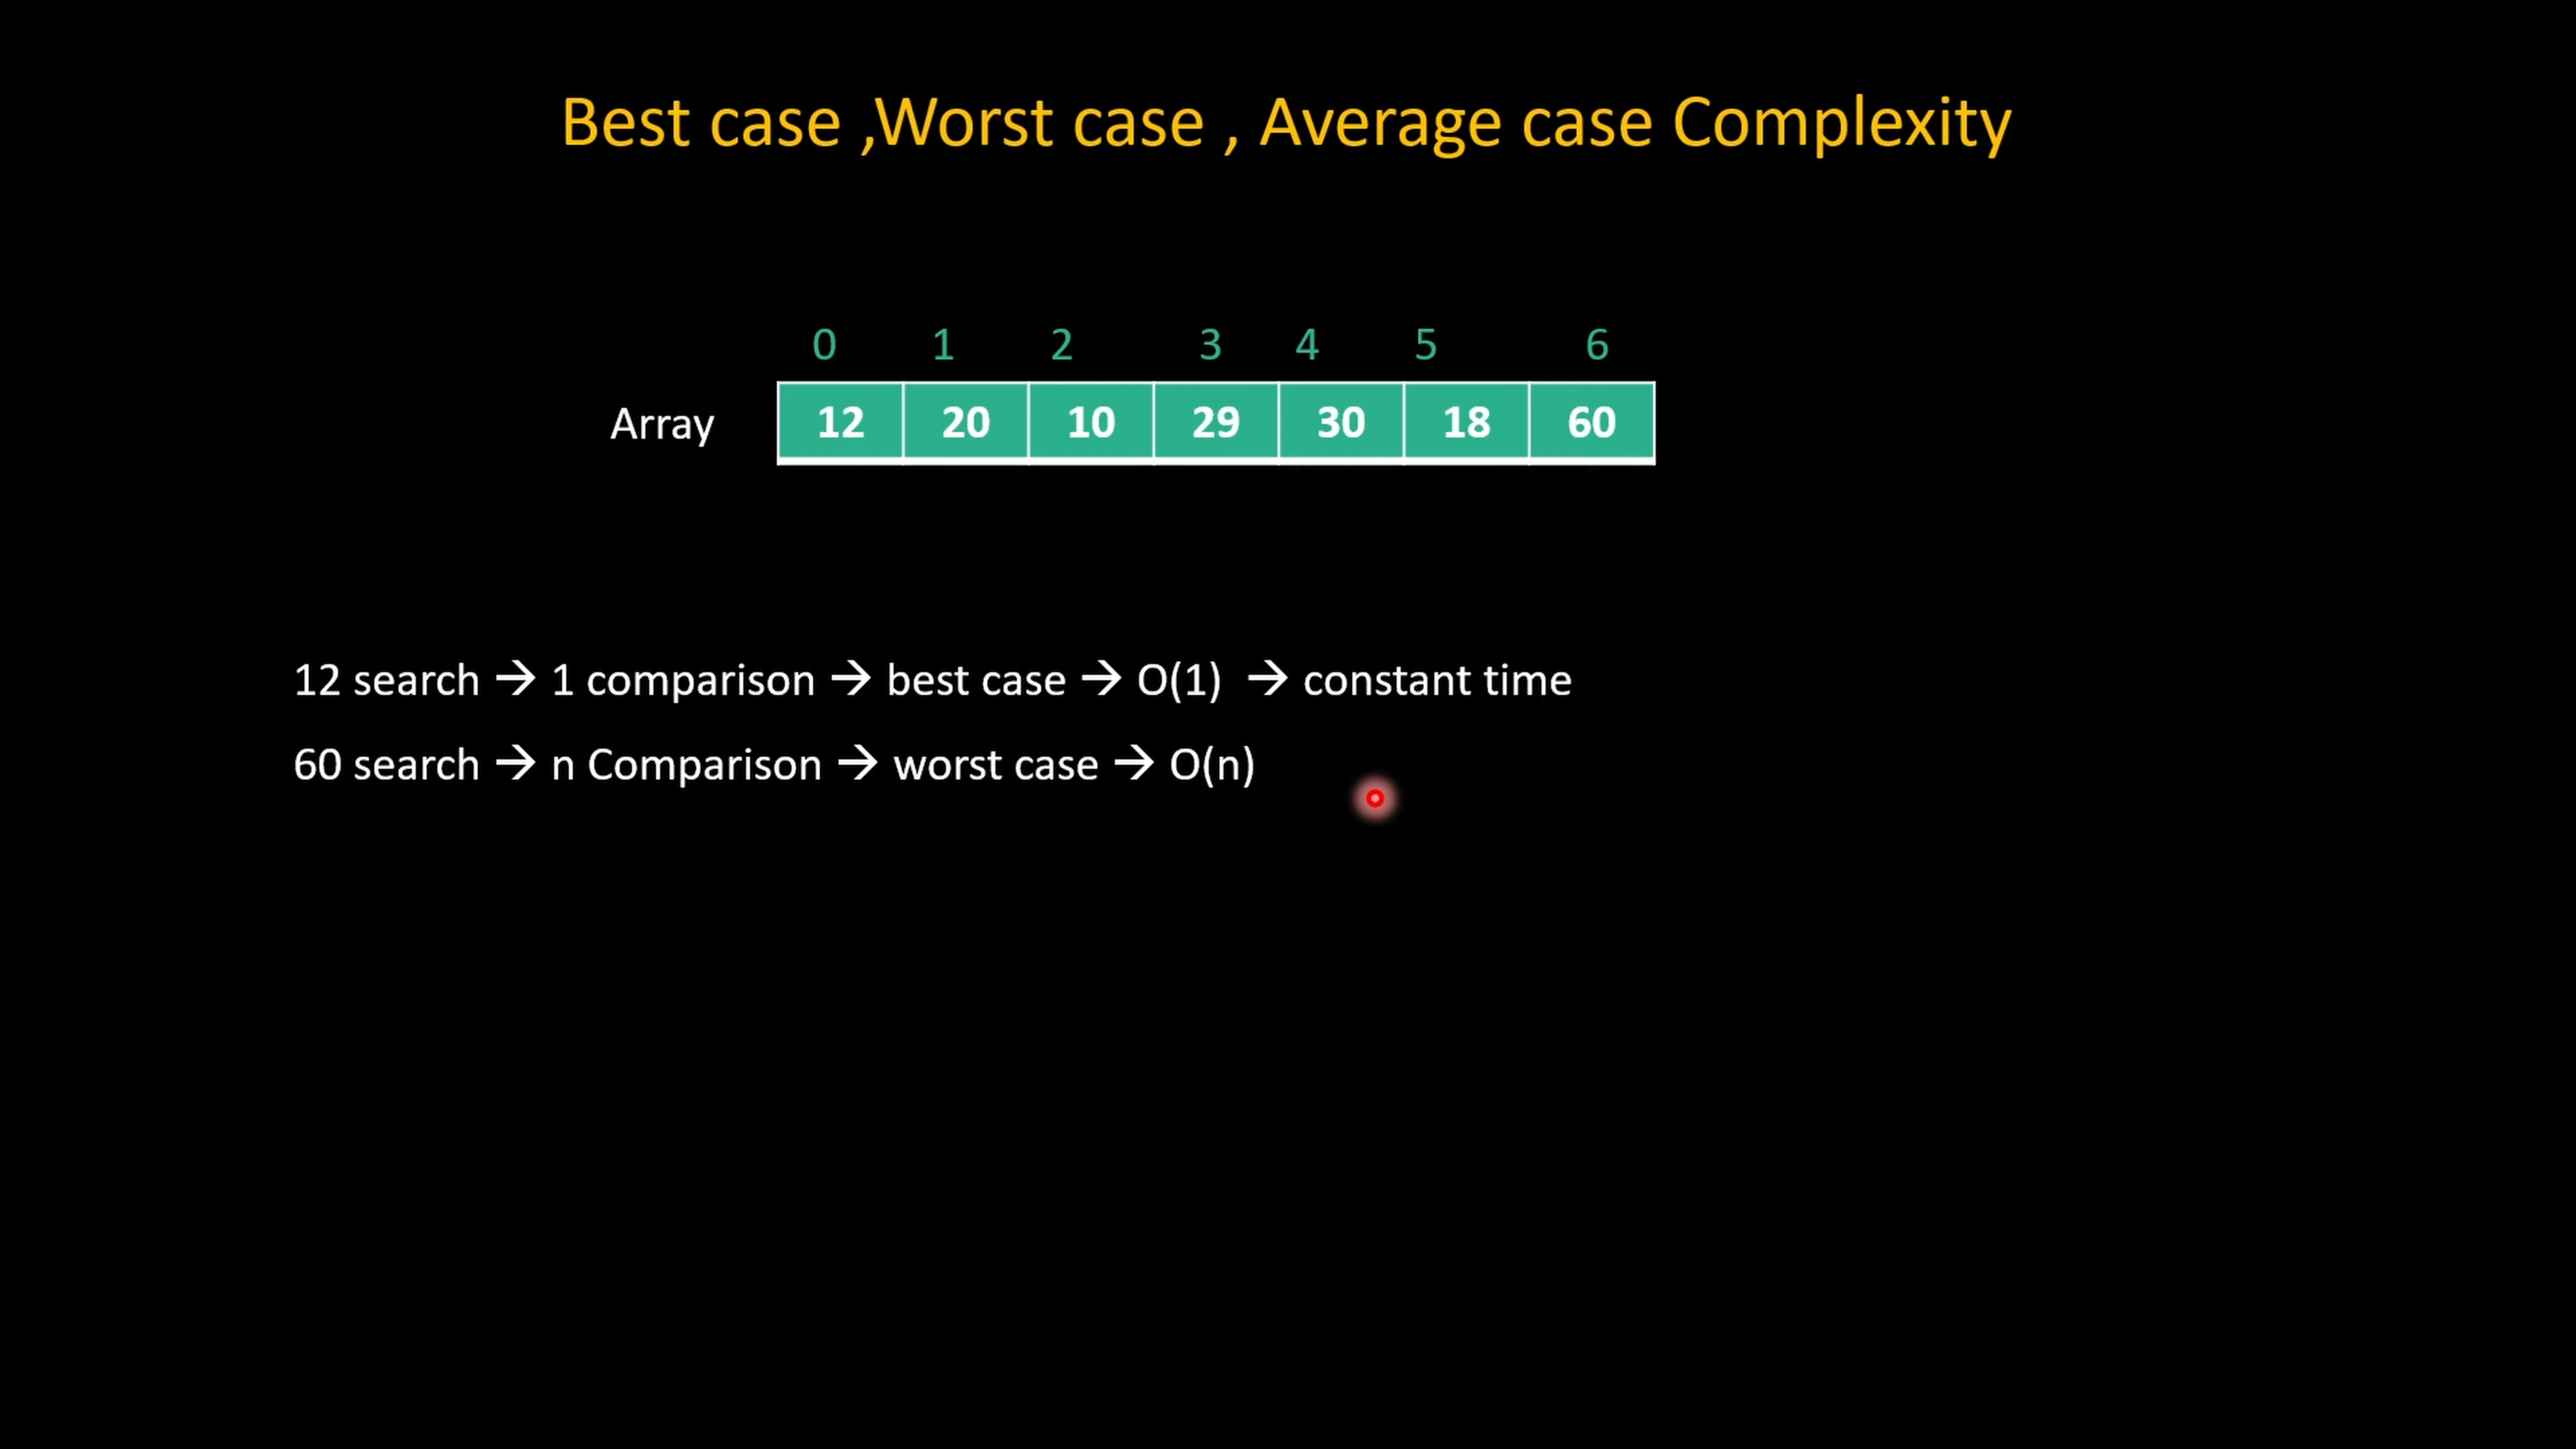 Best case ,Worst case , Average case Complexity
0 1 2 3 4 5 6
Array 12 20 10 29 30 18 60
12 search → 1 comparison → best case → O(1) → constant time
60 search → n Comparison → worst case → O(n)